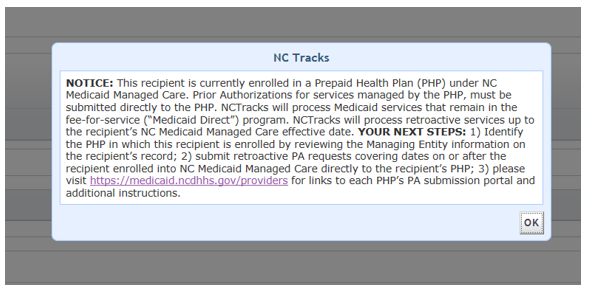 NC Tracks
NOTICE: This recipient is currently enrolled in a Prepaid Health Plan (PHP) under NC
Medicaid Managed Care. Prior Authorizations for services managed by the PHP, must be
submitted directly to the PHP. NCTracks will process Medicaid services that remain in the
fee-for-service (“Medicaid Direct”) program. NCTracks will process retroactive services up to
the recipient’s NC Medicaid Managed Care effective date. YOUR NEXT STEPS: 1) Identify
the PHP in which this recipient is enrolled by reviewing the Managing Entity information on
the recipient’s record; 2) submit retroactive PA requests covering dates on or after the
recipient enrolled into NC Medicaid Managed Care directly to the recipient’s PHP; 3) please
visit https://medicaid.ncdhhs.gov/providers for links to each PHP’s PA submission portal and
additional instructions.
OK